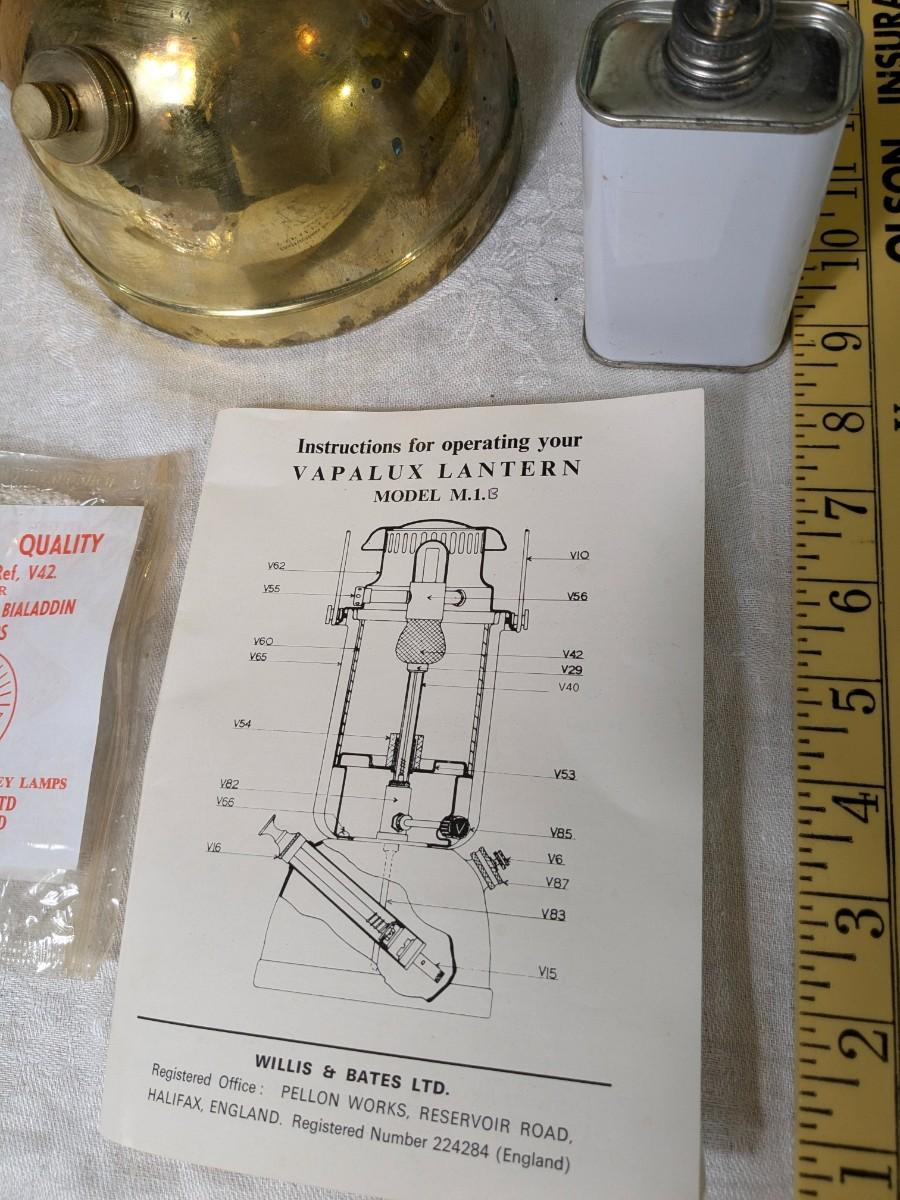 Instructions for operating your
VAPALUX LANTERN
MODEL M.1.B
V62
V10
V55
V56
V60
V65
V42
V29
V40
V54
V53
V82
V66
V85
V16
V6
V87
V83
V15
WILLIS & BATES LTD.
Registered Office: PELLON WORKS, RESERVOIR ROAD,
HALIFAX, ENGLAND. Registered Number 224284 (England)
QUALITY
Ref, V42.
BIALADDIN
EY LAMPS
TD
OLSON INSURA
11
10
9
8
7
6
5
4
3
2
1